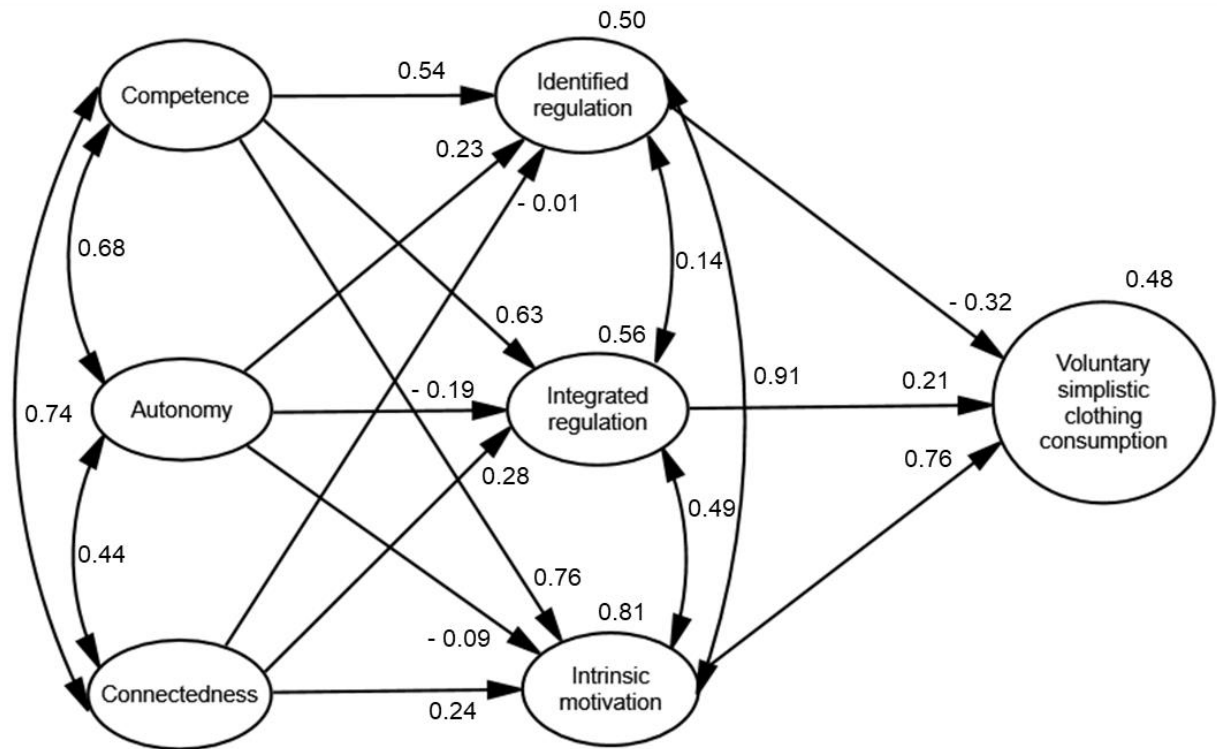 0.50
Competence
0.54
Identified
regulation
0.23
- 0.01
0.68
0.14
0.48
- 0.32
0.63
0.56
Voluntary
simplistic
clothing
consumption
0.91
0.21
0.74
Autonomy
- 0.19
Integrated
regulation
0.28
0.76
0.49
0.44
0.76
0.81
- 0.09
Connectedness
0.24
Intrinsic
motivation